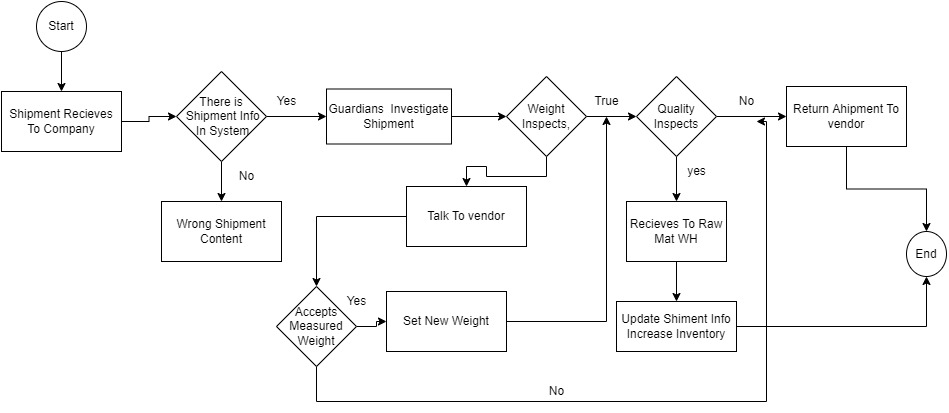 Start
Shipment Recieves
To Company
There is
Shipment Info
In System
Yes
No
Wrong Shipment
Content
Guardians Investigate
Shipment
Weight
Inspects,
True
Talk To vendor
Accepts
Measured
Weight
Yes
Set New Weight
No
Quality
Inspects
No
yes
Recieves To Raw
Mat WH
Update Shiment Info
Increase Inventory
Return Ahipment To
vendor
End